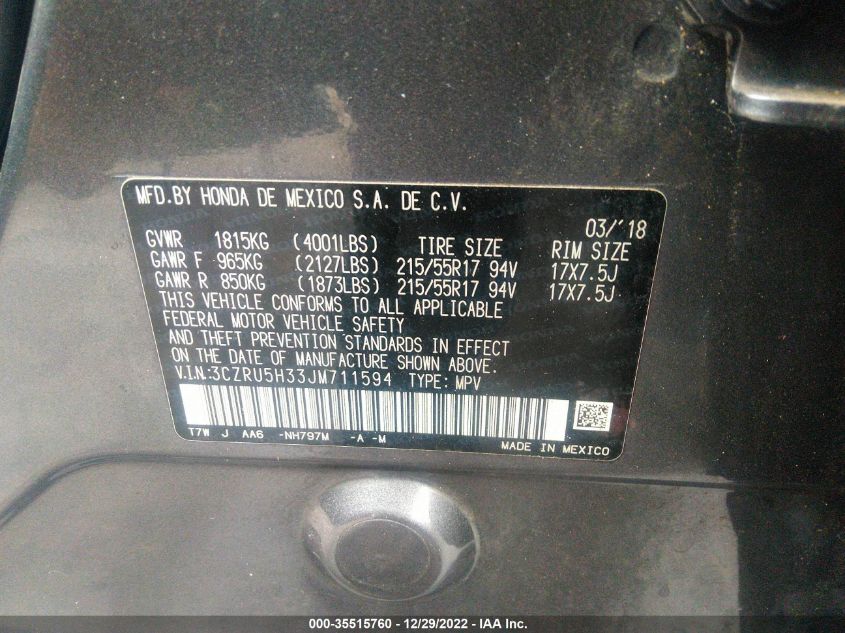 MFD.BY HONDA DE MEXICO S.A. DE C.V.
03/'18
GVWR 1815KG (4001LBS) TIRE SIZE RIM SIZE
GAWR F 965KG (2127LBS) 215/55R17 94V 17X7.5J
GAWR R 850KG (1873LBS) 215/55R17 94V 17X7.5J
THIS VEHICLE CONFORMS TO ALL APPLICABLE
FEDERAL MOTOR VEHICLE SAFETY
AND THEFT PREVENTION STANDARDS IN EFFECT
ON THE DATE OF MANUFACTURE SHOWN ABOVE.
V.I.N.:3CZRU5H33JM711594 TYPE: MPV
T7W J AA6 -NH797M -A -M
MADE IN MEXICO
000-35515760 - 12/29/2022 - IAA Inc.